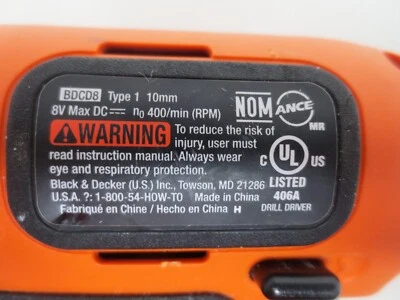 BDCD8 Type 1 10mm
8V Max DC⎓ n0 400/min (RPM)
NOM ANCE MR
WARNING To reduce the risk of
injury, user must
read instruction manual. Always wear
eye and respiratory protection.
Black & Decker (U.S.) Inc., Towson, MD 21286
U.S.A. ?: 1-800-54-HOW-TO Made in China
Fabriqué en Chine / Hecho en China H
C UL US
LISTED
406A
DRILL DRIVER